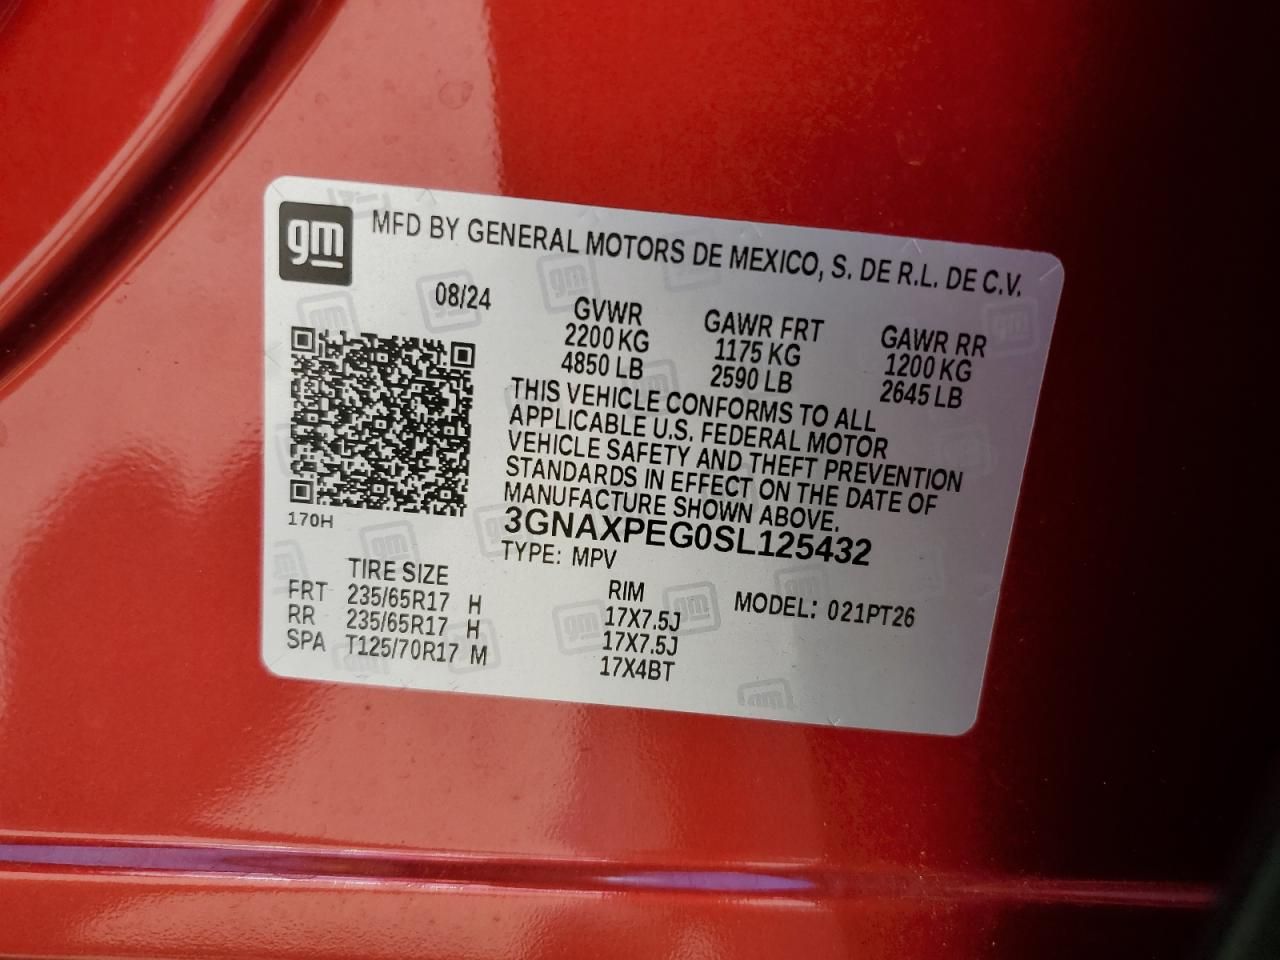 gm MFD BY GENERAL MOTORS DE MEXICO, S. DE R.L. DE C.V.
08/24 GVWR GAWR FRT GAWR RR
2200 KG 1175 KG 1200 KG
4850 LB 2590 LB 2645 LB
THIS VEHICLE CONFORMS TO ALL
APPLICABLE U.S. FEDERAL MOTOR
VEHICLE SAFETY AND THEFT PREVENTION
STANDARDS IN EFFECT ON THE DATE OF
MANUFACTURE SHOWN ABOVE.
170H 3GNAXPEG0SL125432
TYPE: MPV
TIRE SIZE RIM MODEL: 021PT26
FRT 235/65R17 H 17X7.5J
RR 235/65R17 H 17X7.5J
SPA T125/70R17 M 17X4BT